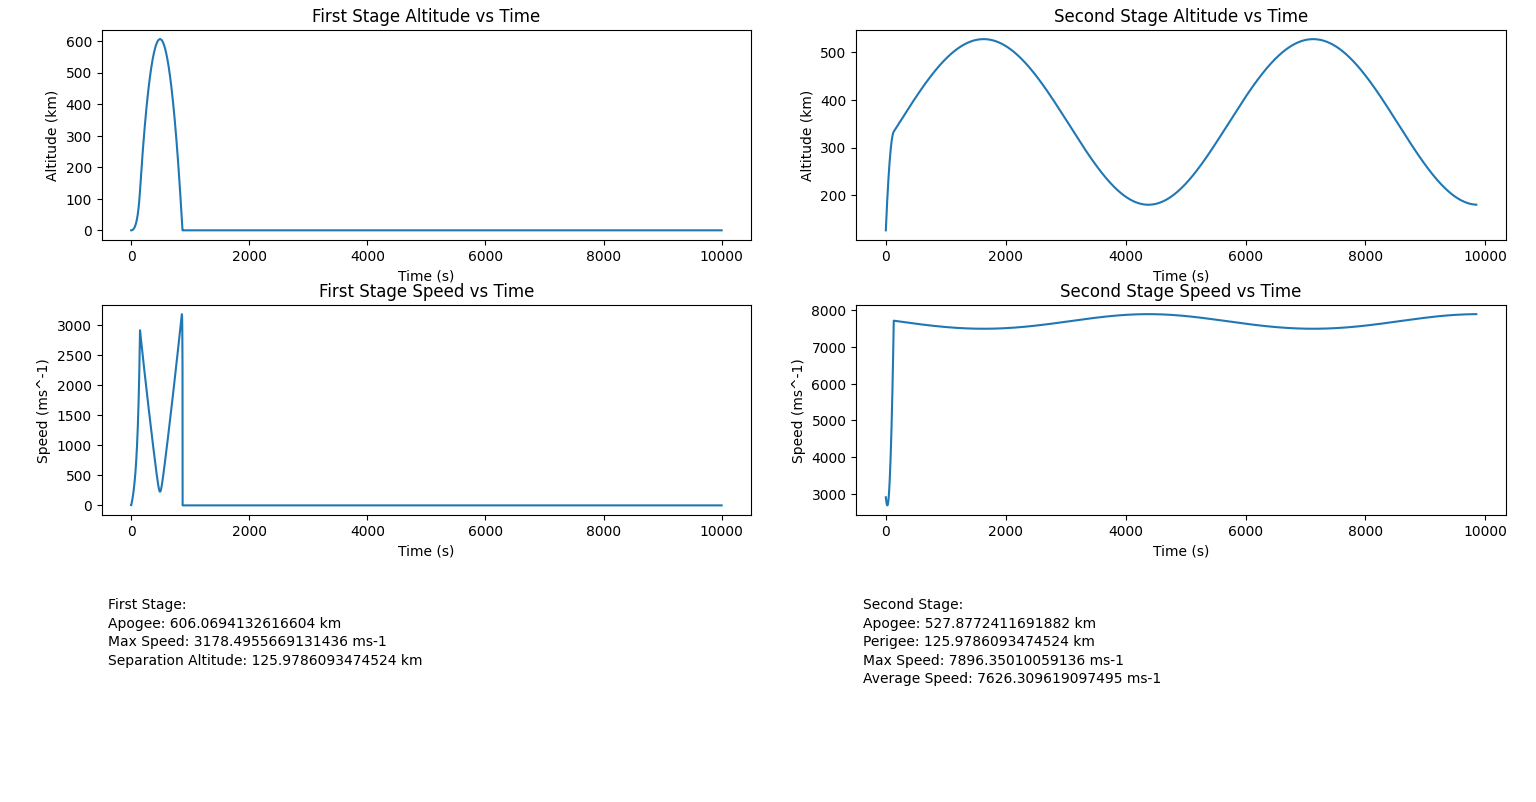 First Stage Altitude vs Time
600
500
400
300
200
100
0
Altitude (km)
0 2000 4000 6000 8000 10000
Time (s)
Second Stage Altitude vs Time
500
400
300
200
Altitude (km)
0 2000 4000 6000 8000 10000
Time (s)
First Stage Speed vs Time
3000
2500
2000
1500
1000
500
0
Speed (ms^-1)
0 2000 4000 6000 8000 10000
Time (s)
Second Stage Speed vs Time
8000
7000
6000
5000
4000
3000
Speed (ms^-1)
0 2000 4000 6000 8000 10000
Time (s)
First Stage:
Apogee: 606.0694132616604 km
Max Speed: 3178.4955669131436 ms-1
Separation Altitude: 125.9786093474524 km
Second Stage:
Apogee: 527.8772411691882 km
Perigee: 125.9786093474524 km
Max Speed: 7896.35010059136 ms-1
Average Speed: 7626.309619097495 ms-1